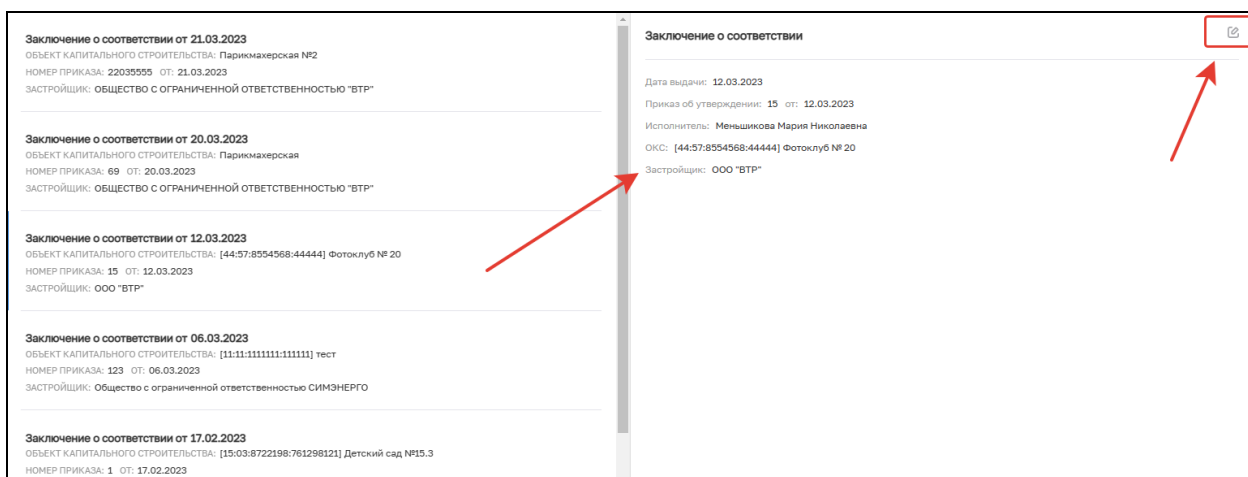 Заключение о соответствии от 21.03.2023
ОБЪЕКТ КАПИТАЛЬНОГО СТРОИТЕЛЬСТВА: Парикмахерская №2
НОМЕР ПРИКАЗА: 22035555 ОТ: 21.03.2023
ЗАСТРОЙЩИК: ОБЩЕСТВО С ОГРАНИЧЕННОЙ ОТВЕТСТВЕННОСТЬЮ "ВТР"
Заключение о соответствии от 20.03.2023
ОБЪЕКТ КАПИТАЛЬНОГО СТРОИТЕЛЬСТВА: Парикмахерская
НОМЕР ПРИКАЗА: 69 ОТ: 20.03.2023
ЗАСТРОЙЩИК: ОБЩЕСТВО С ОГРАНИЧЕННОЙ ОТВЕТСТВЕННОСТЬЮ "ВТР"
Заключение о соответствии от 12.03.2023
ОБЪЕКТ КАПИТАЛЬНОГО СТРОИТЕЛЬСТВА: [44:57:8554568:44444] Фотоклуб № 20
НОМЕР ПРИКАЗА: 15 ОТ: 12.03.2023
ЗАСТРОЙЩИК: ООО "ВТР"
Заключение о соответствии от 06.03.2023
ОБЪЕКТ КАПИТАЛЬНОГО СТРОИТЕЛЬСТВА: [11:11:1111111:111111] тест
НОМЕР ПРИКАЗА: 123 ОТ: 06.03.2023
ЗАСТРОЙЩИК: Общество с ограниченной ответственностью СИМЭНЕРГО
Заключение о соответствии от 17.02.2023
ОБЪЕКТ КАПИТАЛЬНОГО СТРОИТЕЛЬСТВА: [15:03:8722198:761298121] Детский сад №15.3
НОМЕР ПРИКАЗА: 1 ОТ: 17.02.2023
Заключение о соответствии
Дата выдачи: 12.03.2023
Приказ об утверждении: 15 от: 12.03.2023
Исполнитель: Меньшикова Мария Николаевна
ОКС: [44:57:8554568:44444] Фотоклуб № 20
Застройщик: ООО "ВТР"